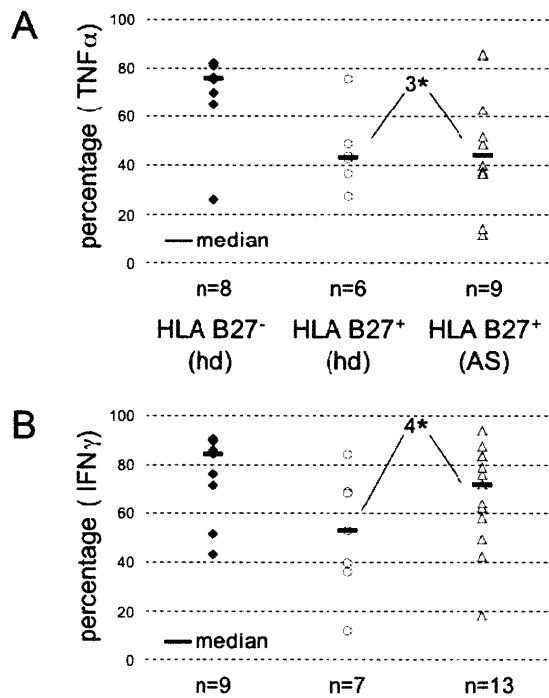 A
percentage ( TNFα)
100
80
60
40
20
0
3*
median
n=8 n=6 n=9
HLA B27⁻ HLA B27⁺ HLA B27⁺
(hd) (hd) (AS)
B
percentage ( IFNγ)
100
80
60
40
20
0
4*
median
n=9 n=7 n=13